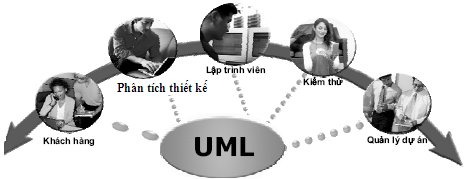 Lập trình viên
Kiểm thử
Phân tích thiết kế
Khách hàng
UML
Quản lý dự án